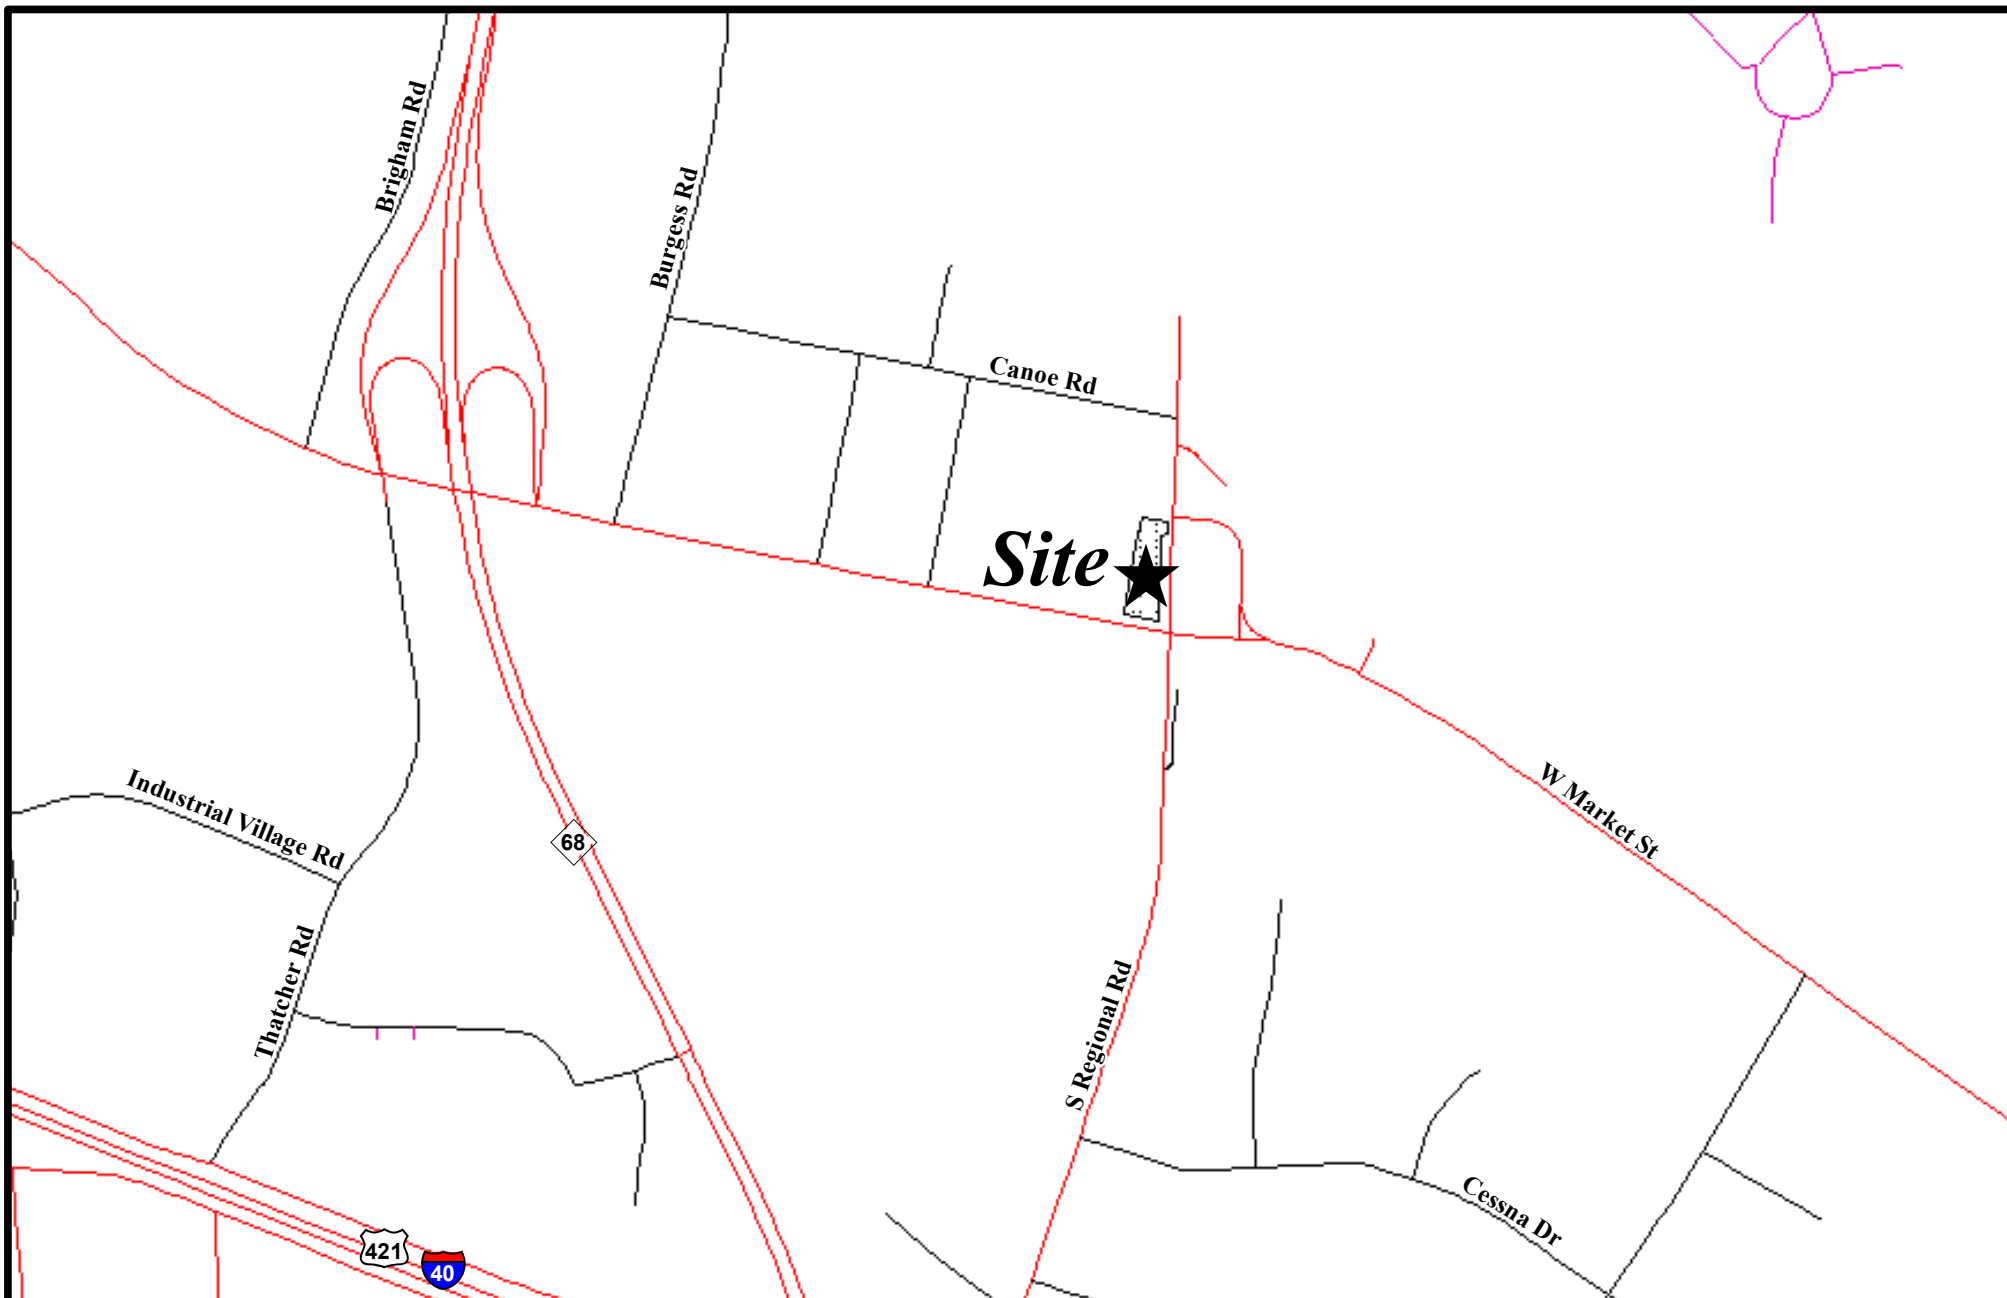 Brigham Rd
Burgess Rd
Canoe Rd
Site
W Market St
Industrial Village Rd
68
Thatcher Rd
S Regional Rd
Cessna Dr
421
40